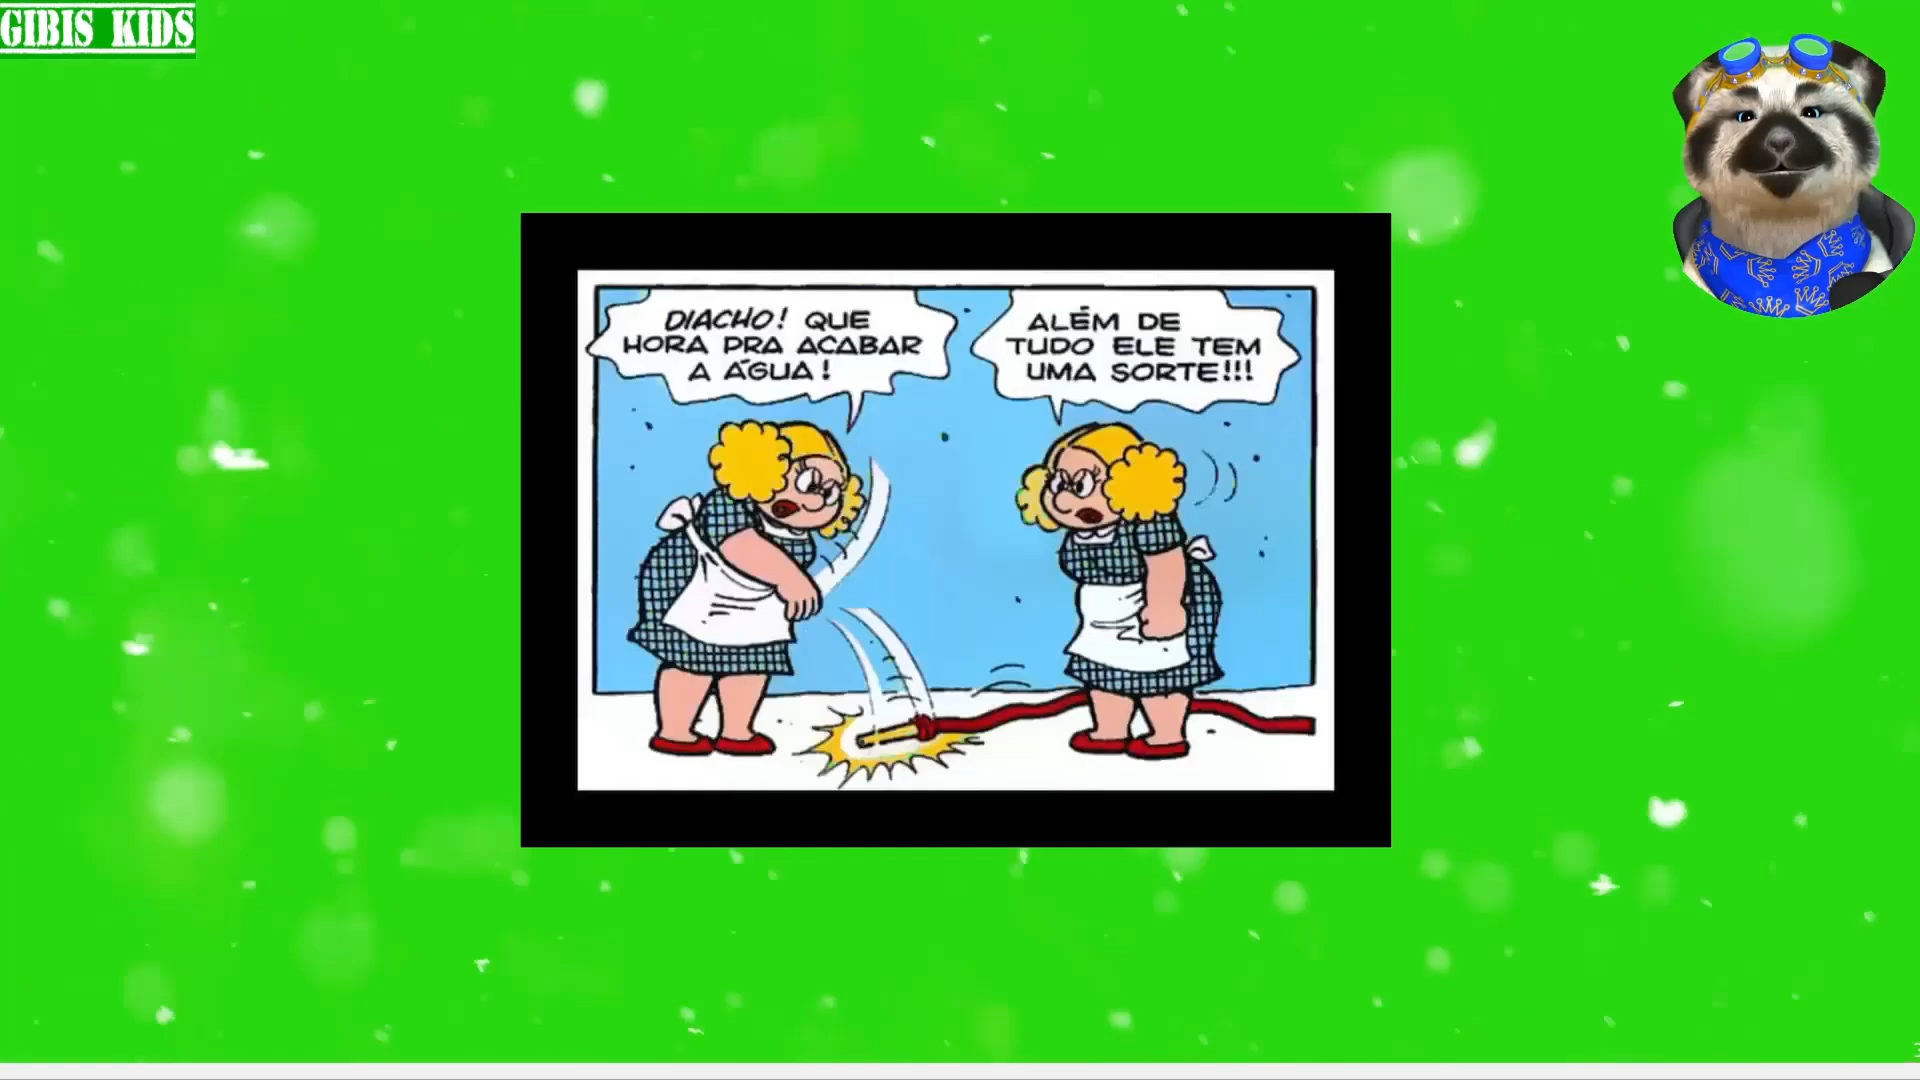 GIBIS KIDS
DIACHO! QUE
HORA PRA ACABAR
A ÁGUA!
ALÉM DE
TUDO ELE TEM
UMA SORTE!!!